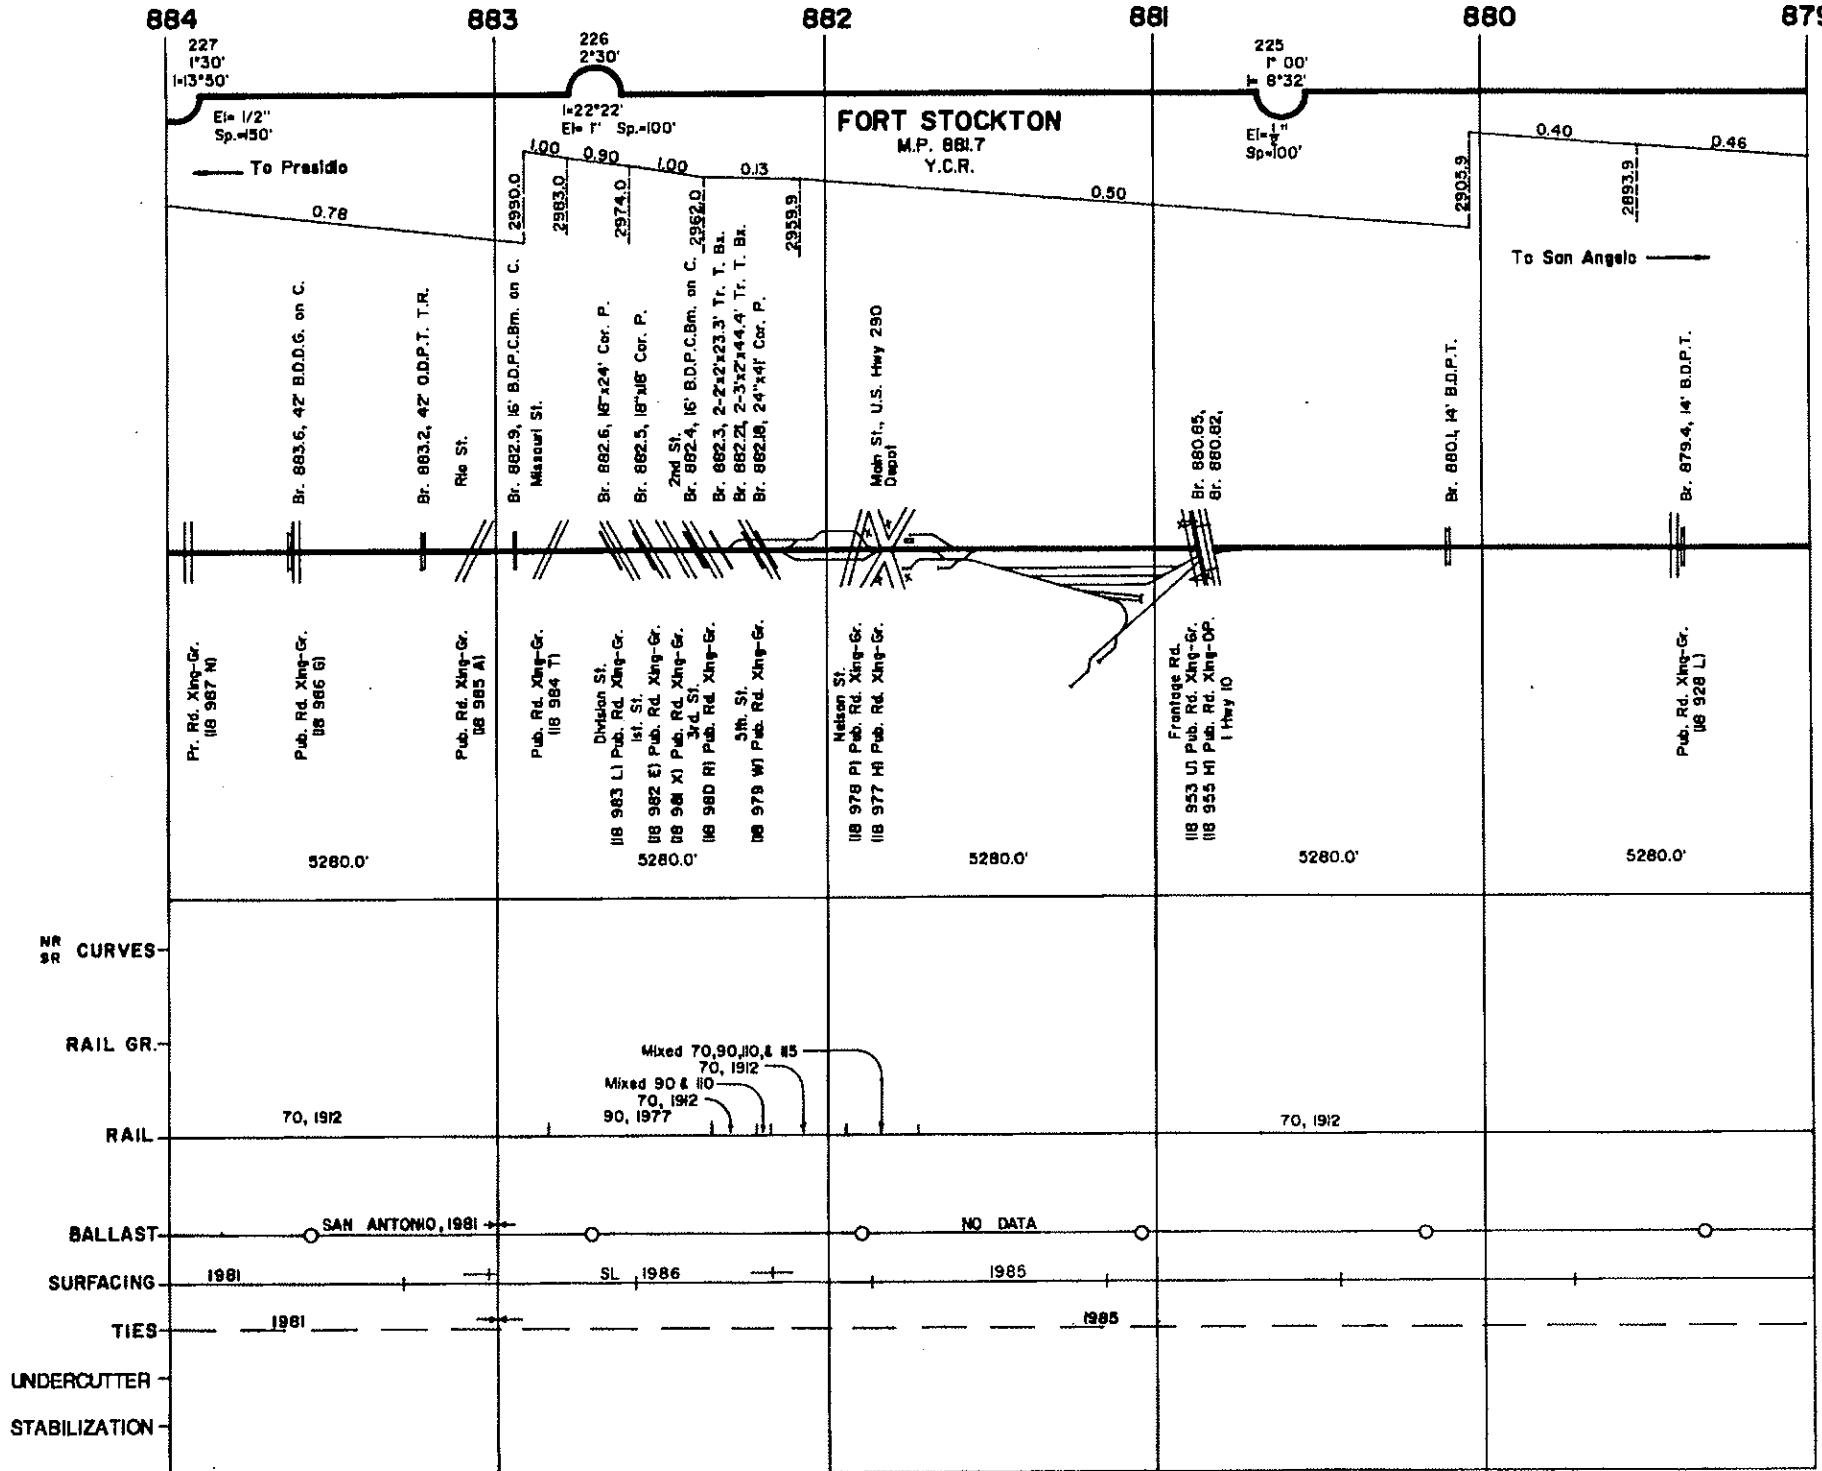 884 883 882 881 880 879
227
1°30'
I=13°50'
El= 1/2"
Sp.=150'
226
2°30'
I=22°22'
El= 1" Sp.=100'
225
1° 00'
I= 8°32'
El=½"
Sp=100'
FORT STOCKTON
M.P. 881.7
Y.C.R.
To Presidio
To San Angelo
0.78
1.00
0.90
1.00
0.13
0.50
0.40
0.46
2990.0
2983.0
2974.0
2962.0
2959.9
2905.9
2893.9
Br. 883.6, 42' B.D.D.G. on C.
Br. 883.2, 42' O.D.P.T. T.R.
Rio St.
Br. 882.9, 16' B.D.P.C.Bm. on C.
Missouri St.
Br. 882.6, 18"x24' Cor. P.
Br. 882.5, 18"x18' Cor. P.
2nd St.
Br. 882.4, 16' B.D.P.C.Bm. on C.
Br. 882.3, 2-2'x2'x23.3' Tr. T. Bx.
Br. 882.21, 2-3'x2'x44.4' Tr. T. Bx.
Br. 882.18, 24"x41' Cor. P.
Main St., U.S. Hwy 290
Depot
Br. 880.85,
Br. 880.82,
Br. 880.1, 14' B.D.P.T.
Br. 879.4, 14' B.D.P.T.
Pr. Rd. Xing-Gr.
(18 987 N)
Pub. Rd. Xing-Gr.
(18 986 G)
Pub. Rd. Xing-Gr.
(18 985 A)
Pub. Rd. Xing-Gr.
(18 984 T)
Division St.
(18 983 L) Pub. Rd. Xing-Gr.
1st. St.
(18 982 E) Pub. Rd. Xing-Gr.
(18 981 X) Pub. Rd. Xing-Gr.
3rd. St.
(18 980 R) Pub. Rd. Xing-Gr.
5th. St.
(18 979 W) Pub. Rd. Xing-Gr.
Nelson St.
(18 978 P) Pub. Rd. Xing-Gr.
(18 977 H) Pub. Rd. Xing-Gr.
Frontage Rd.
(18 953 U) Pub. Rd. Xing-Gr.
(18 955 H) Pub. Rd. Xing-OP.
I Hwy 10
Pub. Rd. Xing-Gr.
(18 928 L)
5280.0' 5280.0' 5280.0' 5280.0' 5280.0'
NR
SR
CURVES
RAIL GR.
Mixed 70,90,110,& 115
70, 1912
Mixed 90 & 110
70, 1912
70, 1912 90, 1977 70, 1912
RAIL
BALLAST SAN ANTONIO, 1981 NO DATA
SURFACING 1981 SL 1986 1985
TIES 1981 1985
UNDERCUTTER
STABILIZATION